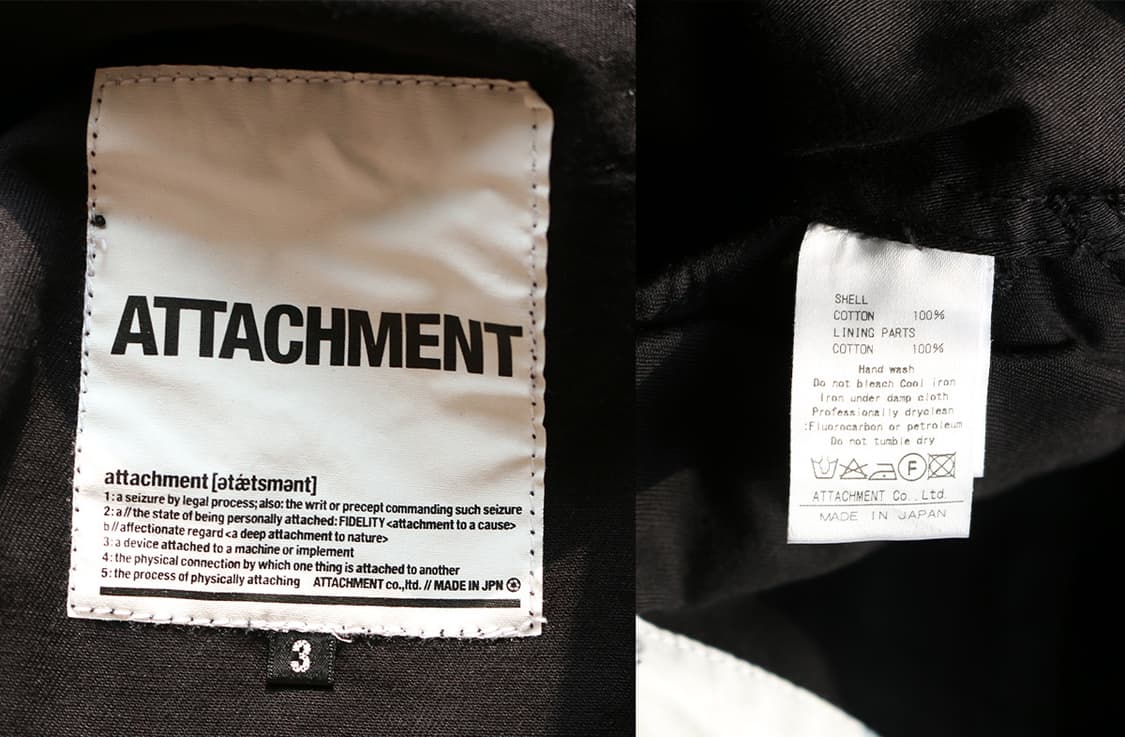 ATTACHMENT
attachment [ətǽtsmənt]
1: a seizure by legal process; also: the writ or precept commanding such seizure
2: a // the state of being personally attached: FIDELITY <attachment to a cause>
b // affectionate regard <a deep attachment to nature>
3: a device attached to a machine or implement
4: the physical connection by which one thing is attached to another
5: the process of physically attaching ATTACHMENT co.,ltd. // MADE IN JPN
3
SHELL
COTTON 100%
LINING PARTS
COTTON 100%
Hand wash
Do not bleach Cool iron
Iron under damp cloth
Professionally dryclean
:Fluorocarbon or petroleum
Do not tumble dry
F
ATTACHMENT Co., Ltd.
MADE IN JAPAN